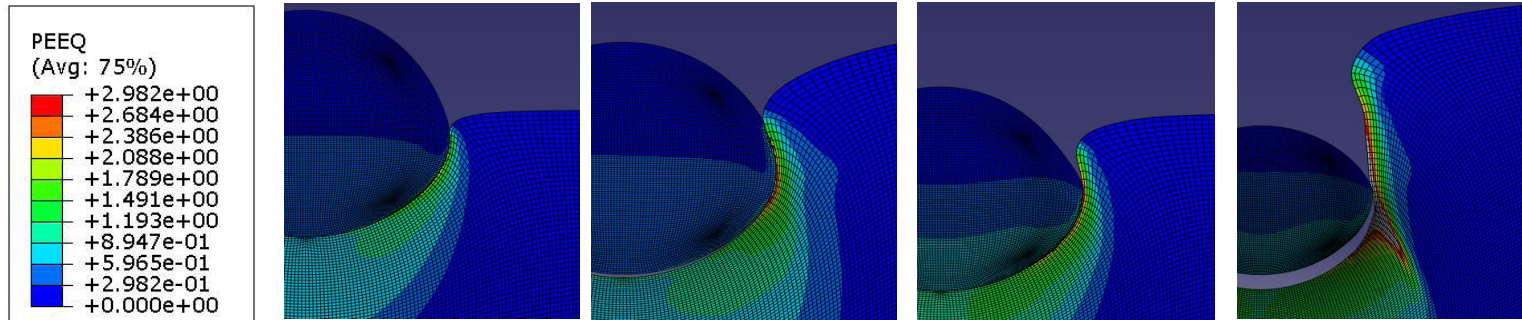 PEEQ
(Avg: 75%)
+2.982e+00
+2.684e+00
+2.386e+00
+2.088e+00
+1.789e+00
+1.491e+00
+1.193e+00
+8.947e-01
+5.965e-01
+2.982e-01
+0.000e+00